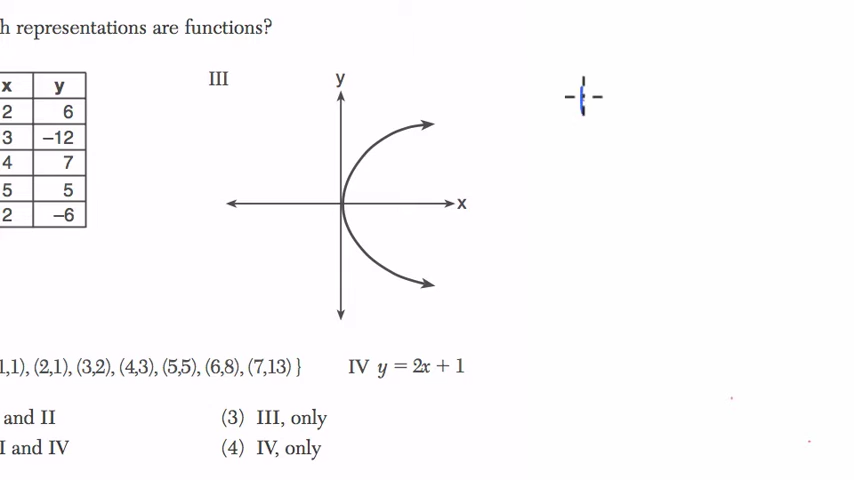 h representations are functions?
III
y
x y
2 6
3 −12
4 7
5 5
2 −6
x
1,1), (2,1), (3,2), (4,3), (5,5), (6,8), (7,13) }
IV y = 2x + 1
and II
(3) III, only
I and IV
(4) IV, only